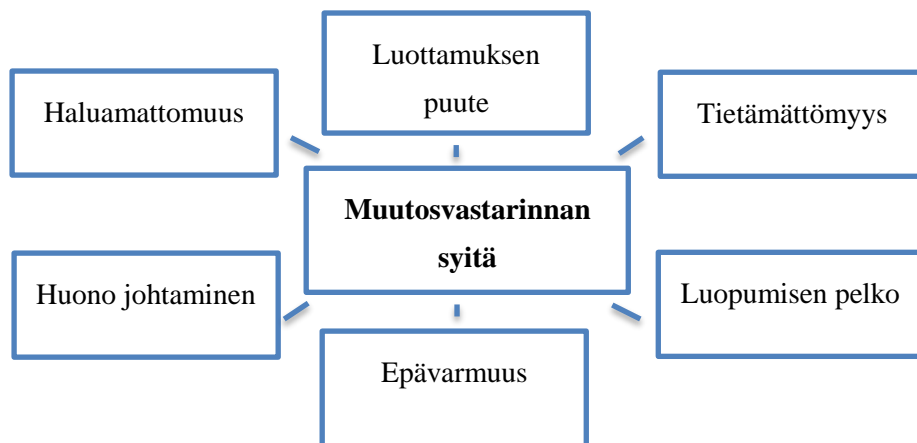 Luottamuksen
puute
Haluamattomuus
Tietämättömyys
Muutosvastarinnan
syitä
Huono johtaminen
Luopumisen pelko
Epävarmuus